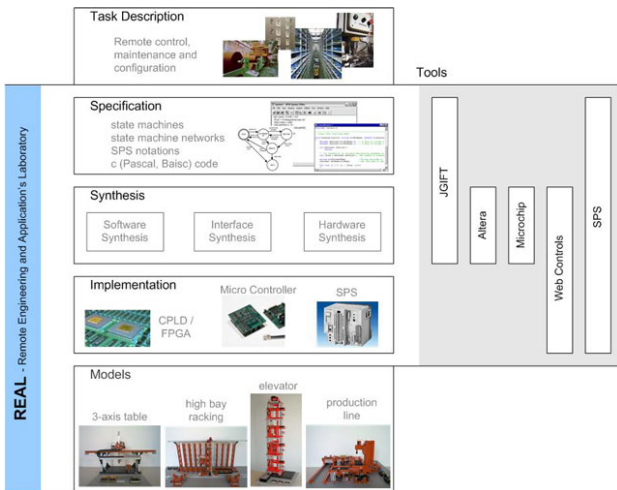 Task Description
Remote control,
maintenance and
configuration
Tools
REAL - Remote Engineering and Application's Laboratory
Specification
state machines
state machine networks
SPS notations
c (Pascal, Baisc) code
JGIFT
Altera
Microchip
Web Controls
SPS
Synthesis
Software
Synthesis
Interface
Synthesis
Hardware
Synthesis
Implementation
CPLD /
FPGA
Micro Controller
SPS
Models
3-axis table
high bay
racking
elevator
production
line